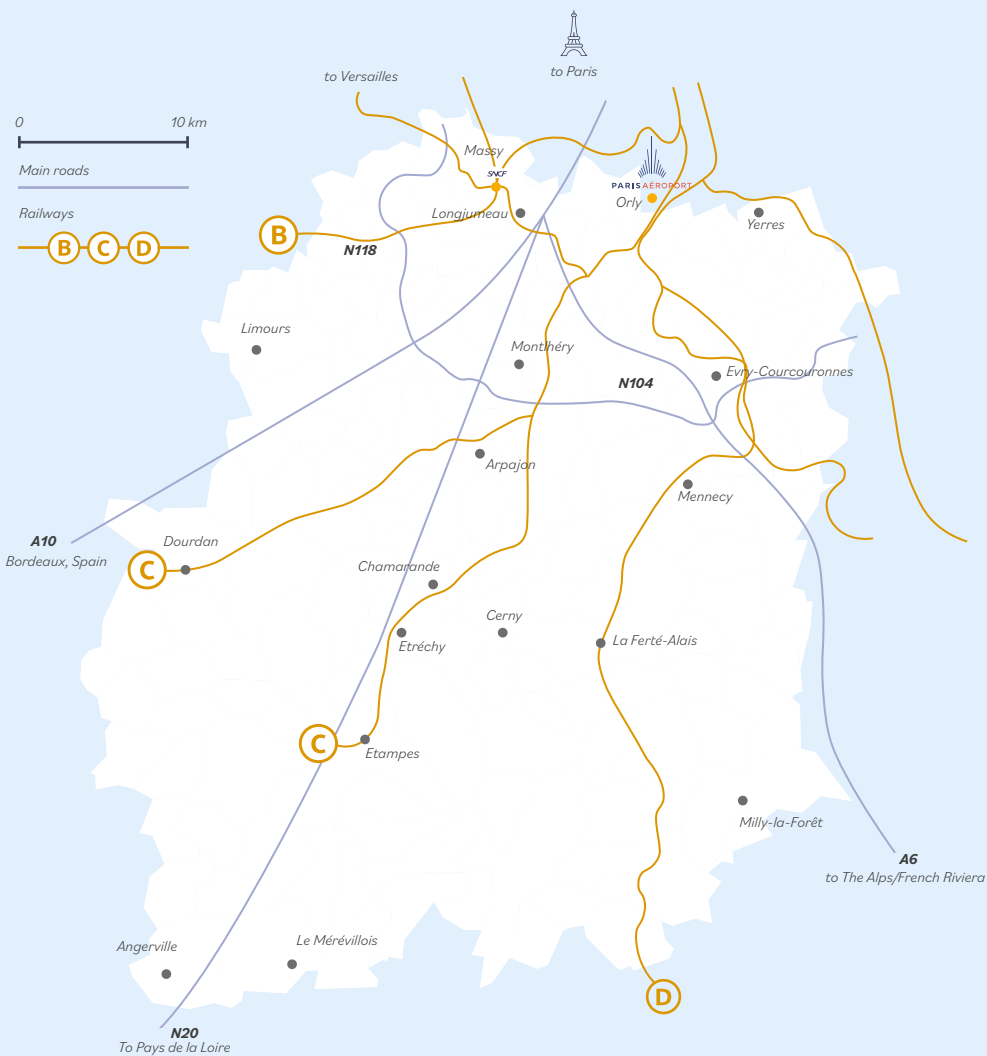 to Versailles
to Paris
0 10 km
Main roads
Railways
B C D
Massy
SNCF
PARIS AÉROPORT
Orly
Longjumeau
Yerres
B
N118
Limours
Montlhéry
Evry-Courcouronnes
N104
Arpajon
Mennecy
A10
Bordeaux, Spain
Dourdan
C
Chamarande
Cerny
Etréchy
La Ferté-Alais
C
Etampes
Milly-la-Forêt
A6
to The Alps/French Riviera
Angerville
Le Mérévillois
D
N20
To Pays de la Loire